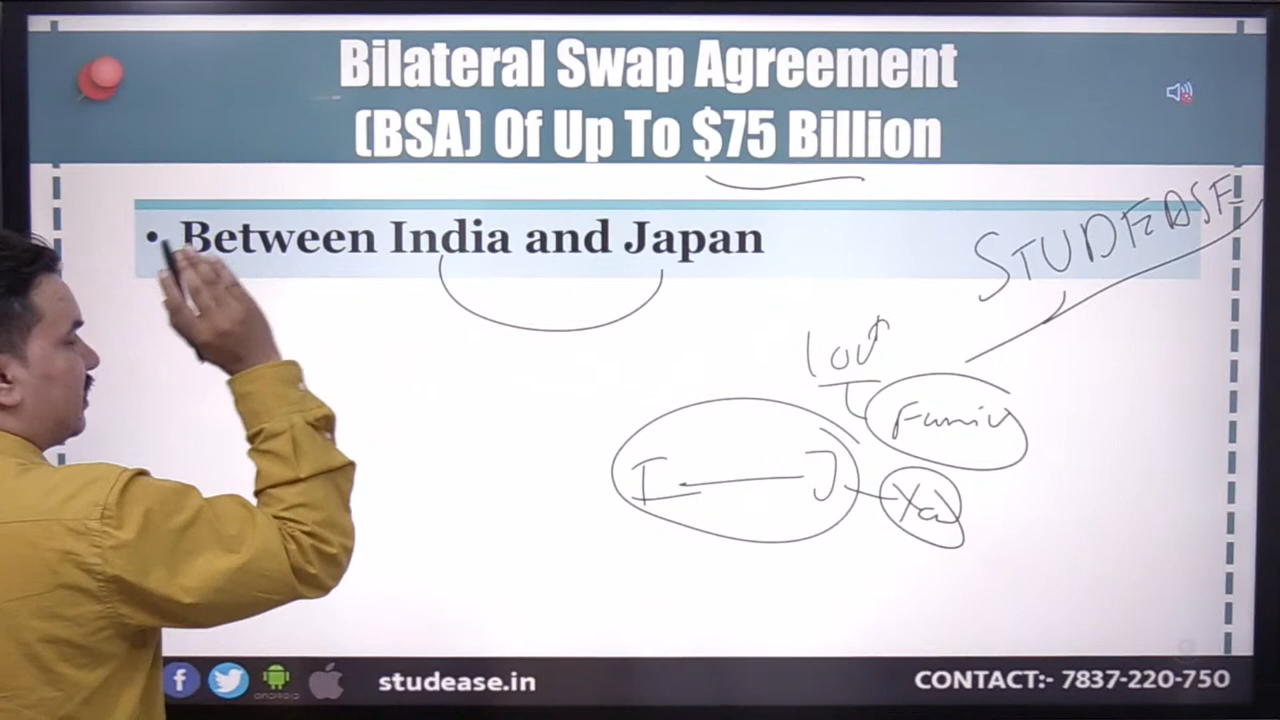 Bilateral Swap Agreement
(BSA) Of Up To $75 Billion
• Between India and Japan
STUDEASE
I J
studease.in
CONTACT:- 7837-220-750
ANDROID